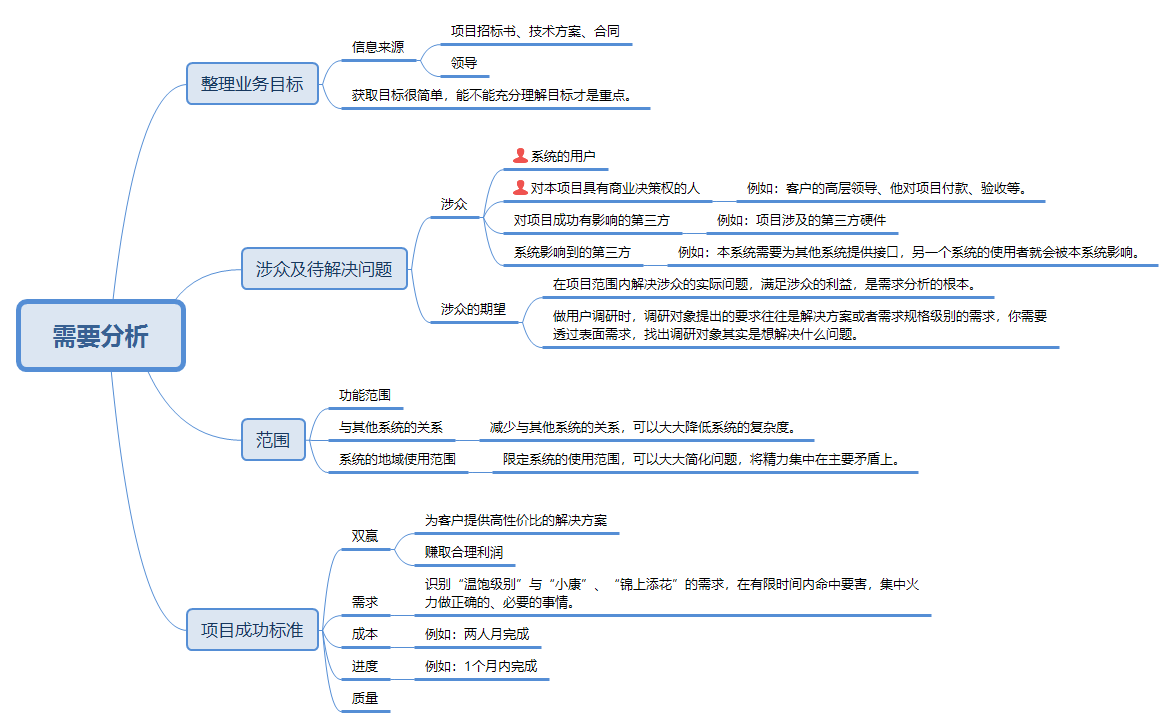 需要分析
整理业务目标
信息来源
项目招标书、技术方案、合同
领导
获取目标很简单，能不能充分理解目标才是重点。
涉众及待解决问题
涉众
系统的用户
对本项目具有商业决策权的人
例如：客户的高层领导、他对项目付款、验收等。
对项目成功有影响的第三方
例如：项目涉及的第三方硬件
系统影响到的第三方
例如：本系统需要为其他系统提供接口，另一个系统的使用者就会被本系统影响。
涉众的期望
在项目范围内解决涉众的实际问题，满足涉众的利益，是需求分析的根本。
做用户调研时，调研对象提出的要求往往是解决方案或者需求规格级别的需求，你需要
透过表面需求，找出调研对象其实是想解决什么问题。
范围
功能范围
与其他系统的关系
减少与其他系统的关系，可以大大降低系统的复杂度。
系统的地域使用范围
限定系统的使用范围，可以大大简化问题，将精力集中在主要矛盾上。
项目成功标准
双赢
为客户提供高性价比的解决方案
赚取合理利润
需求
识别“温饱级别”与“小康”、“锦上添花”的需求，在有限时间内命中要害，集中火
力做正确的、必要的事情。
成本
例如：两人月完成
进度
例如：1个月内完成
质量